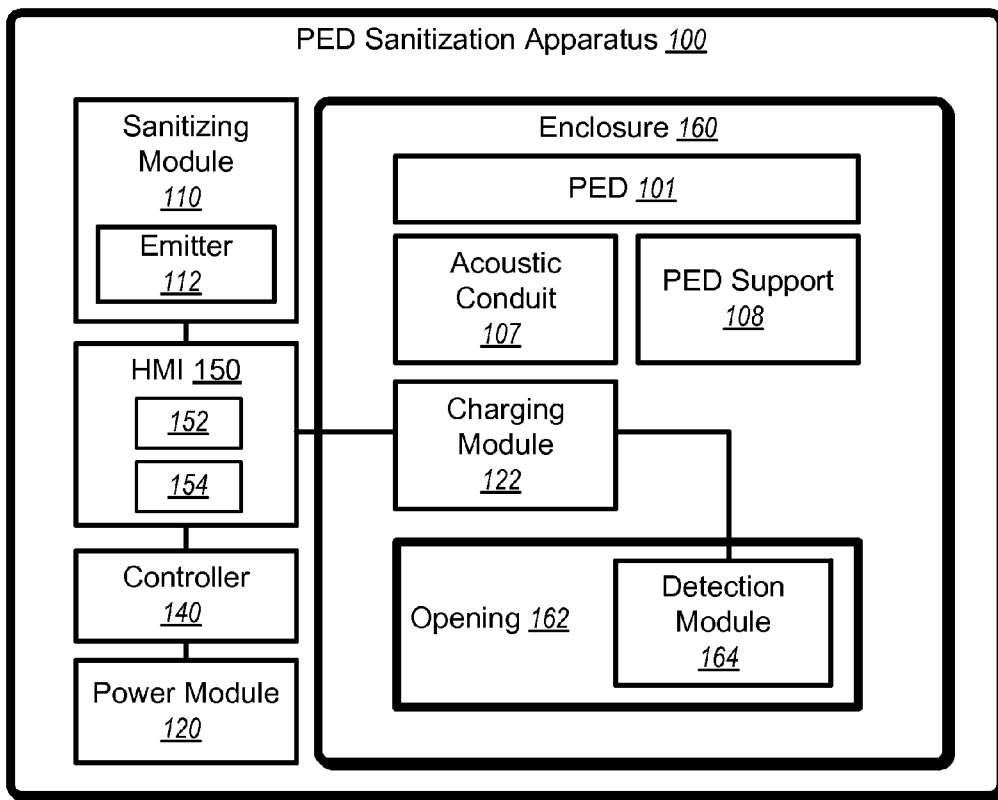 PED Sanitization Apparatus 100
Sanitizing
Module
110
Emitter
112
HMI 150
152
154
Controller
140
Power Module
120
Enclosure 160
PED 101
Acoustic
Conduit
107
PED Support
108
Charging
Module
122
Opening 162
Detection
Module
164